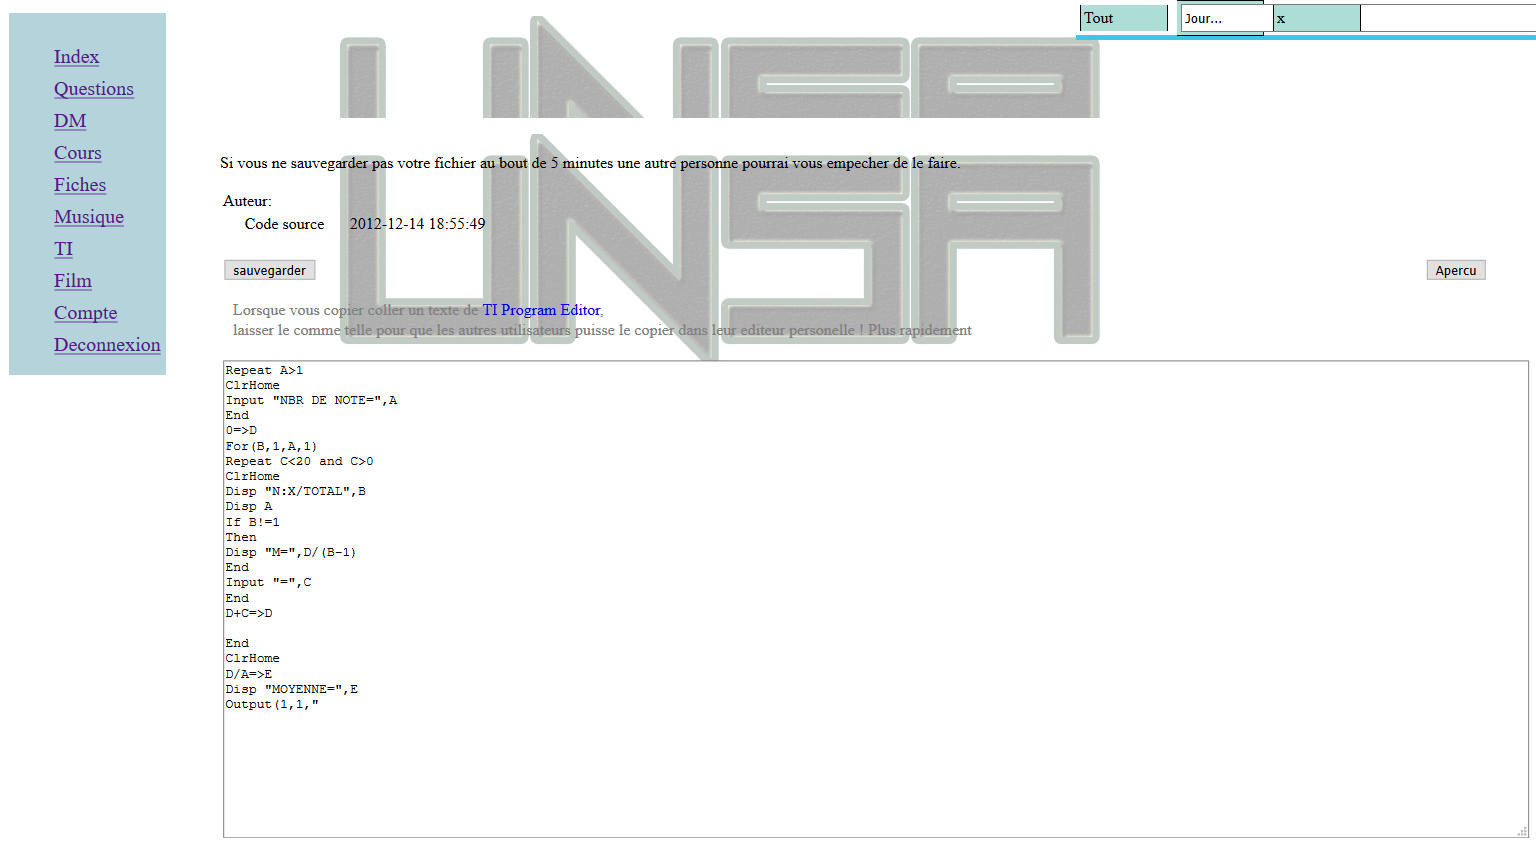 Tout
Jour...
x
Index
Questions
DM
Cours
Fiches
Musique
TI
Film
Compte
Deconnexion
UNSA
UNSA
Si vous ne sauvegarder pas votre fichier au bout de 5 minutes une autre personne pourrai vous empecher de le faire.
Auteur:
Code source 2012-12-14 18:55:49
sauvegarder
Apercu
Lorsque vous copier coller un texte de TI Program Editor,
laisser le comme telle pour que les autres utilisateurs puisse le copier dans leur editeur personelle ! Plus rapidement
Repeat A>1
ClrHome
Input "NBR DE NOTE=",A
End
0=>D
For(B,1,A,1)
Repeat C<20 and C>0
ClrHome
Disp "N:X/TOTAL",B
Disp A
If B!=1
Then
Disp "M=",D/(B-1)
End
Input "=",C
End
D+C=>D
End
ClrHome
D/A=>E
Disp "MOYENNE=",E
Output(1,1,"